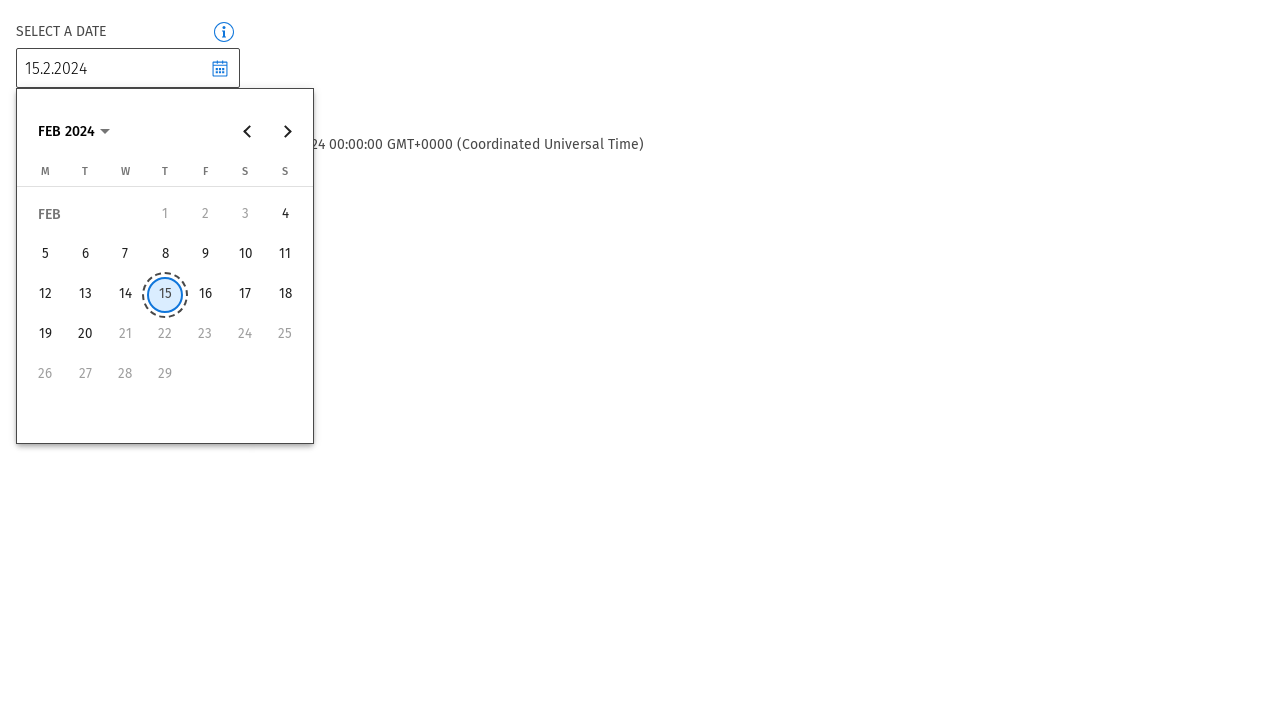 SELECT A DATE
15.2.2024
FEB 2024
24 00:00:00 GMT+0000 (Coordinated Universal Time)
M T W T F S S
FEB 1 2 3 4
5 6 7 8 9 10 11
12 13 14 15 16 17 18
19 20 21 22 23 24 25
26 27 28 29